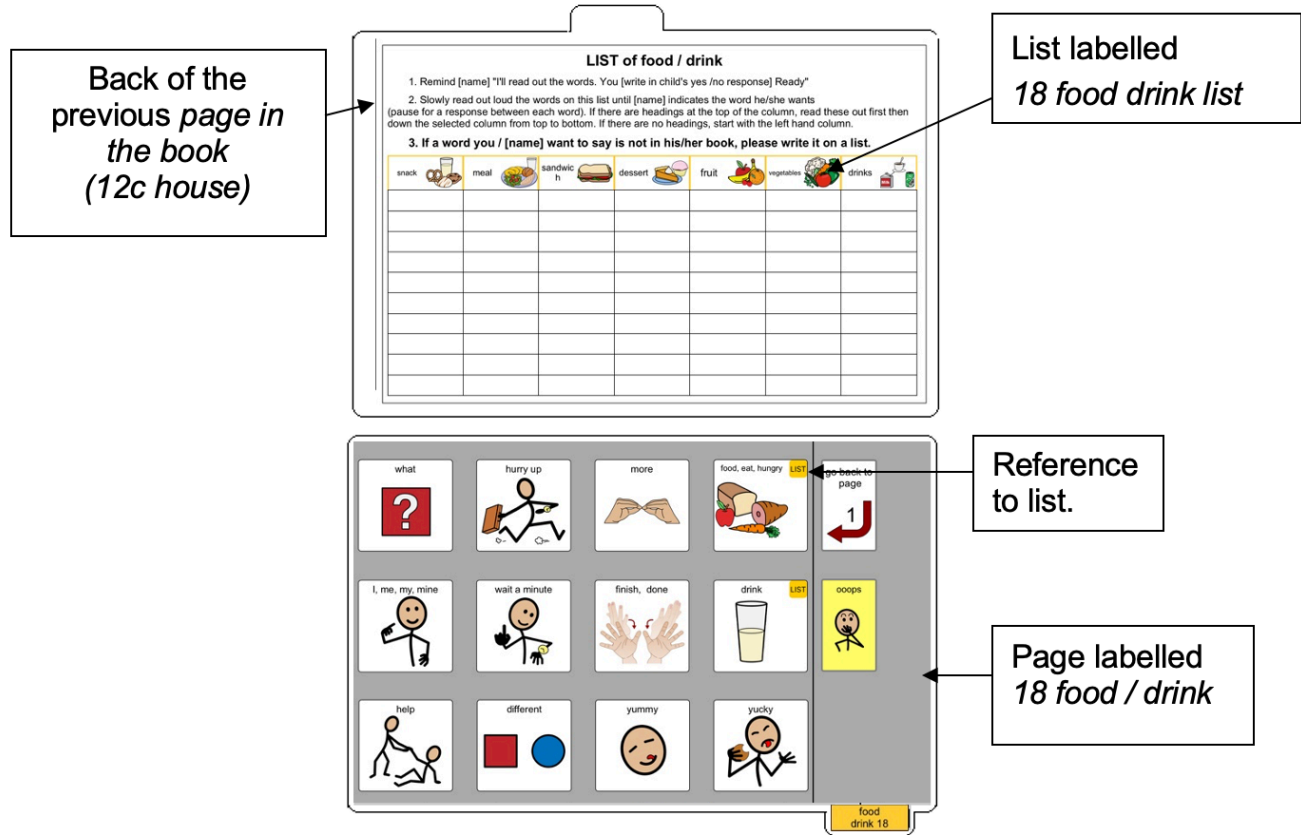 Back of the
previous page in
the book
(12c house)
LIST of food / drink
1. Remind [name] "I'll read out the words. You [write in child's yes /no response] Ready"
2. Slowly read out loud the words on this list until [name] indicates the word he/she wants
(pause for a response between each word). If there are headings at the top of the column, read these out first then
down the selected column from top to bottom. If there are no headings, start with the left hand column.
3. If a word you / [name] want to say is not in his/her book, please write it on a list.
snack meal sandwic dessert fruit vegetables drinks
h
List labelled
18 food drink list
what hurry up more food, eat, hungry LIST go back to
page
1
?
Reference
to list.
I, me, my, mine wait a minute finish, done drink LIST ooops
Page labelled
18 food / drink
help different yummy yucky
food
drink 18